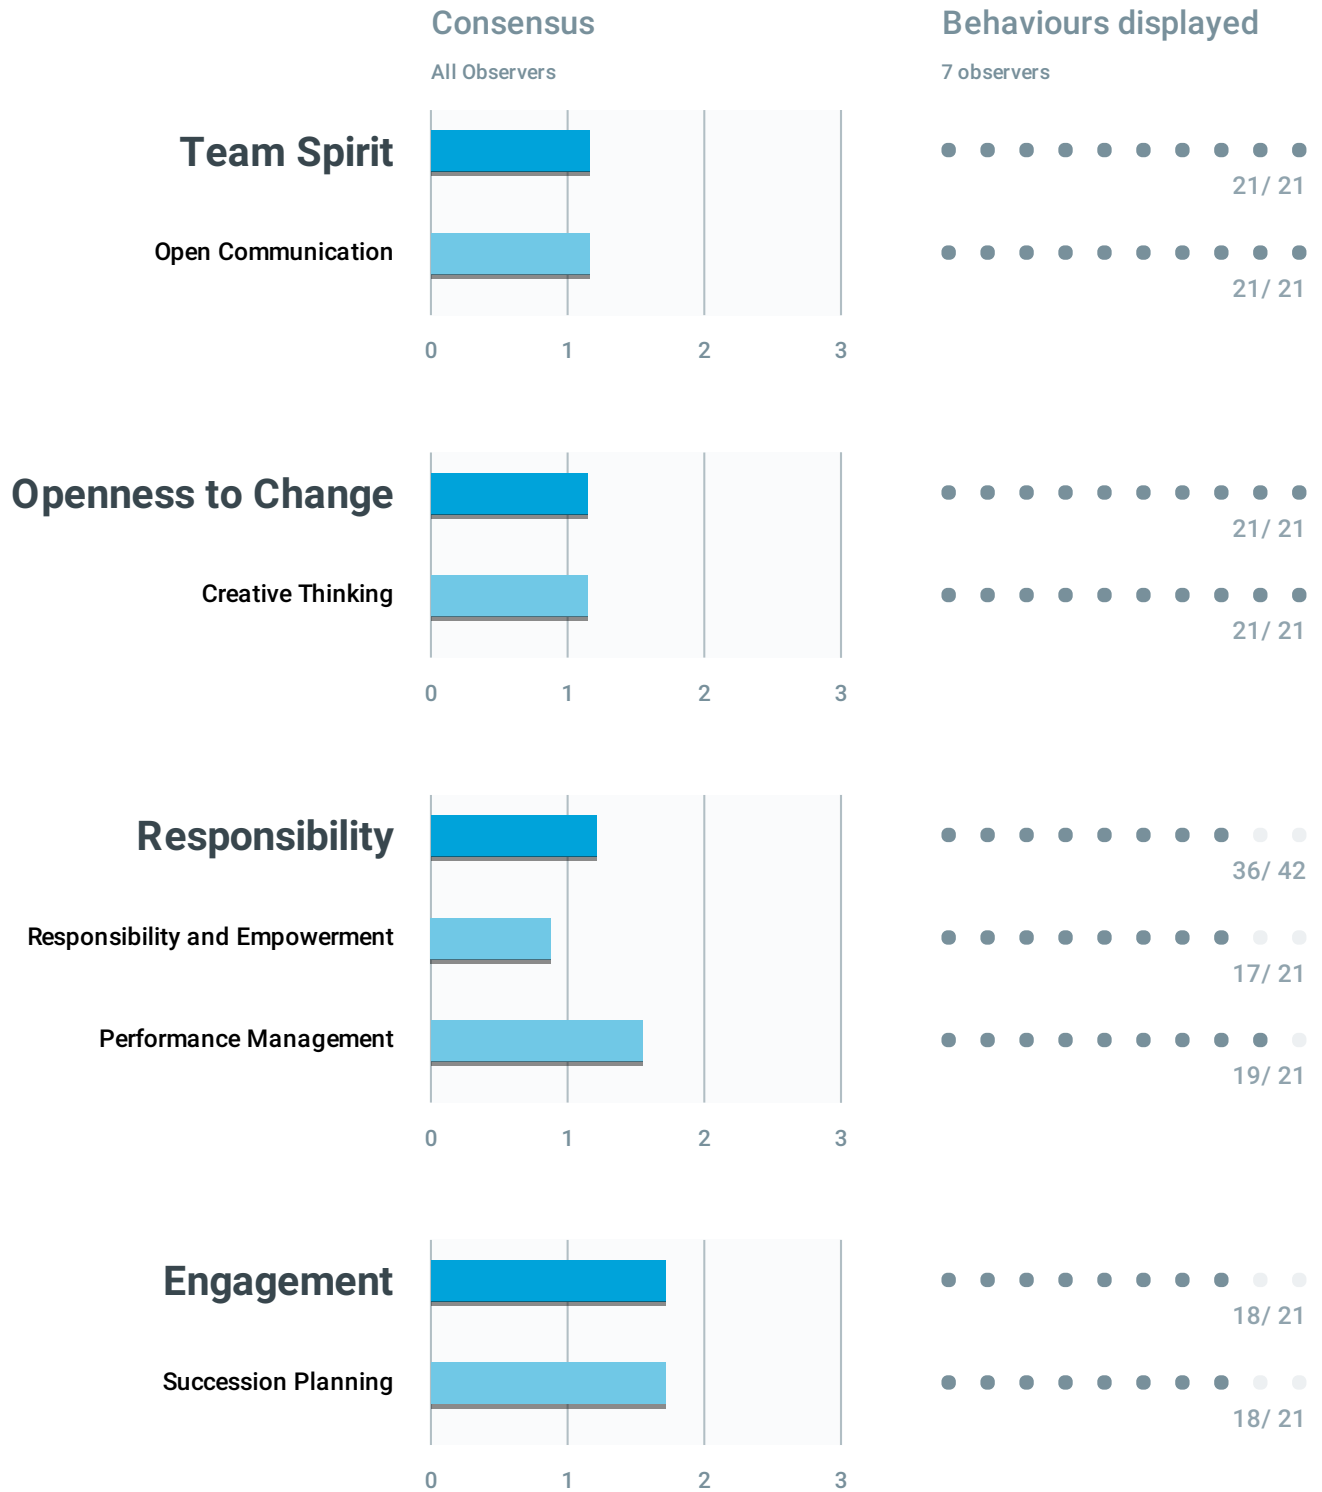 Consensus
Behaviours displayed
All Observers
7 observers
Team Spirit
21/ 21
Open Communication
21/ 21
0 1 2 3
Openness to Change
21/ 21
Creative Thinking
21/ 21
0 1 2 3
Responsibility
36/ 42
Responsibility and Empowerment
17/ 21
Performance Management
19/ 21
0 1 2 3
Engagement
18/ 21
Succession Planning
18/ 21
0 1 2 3